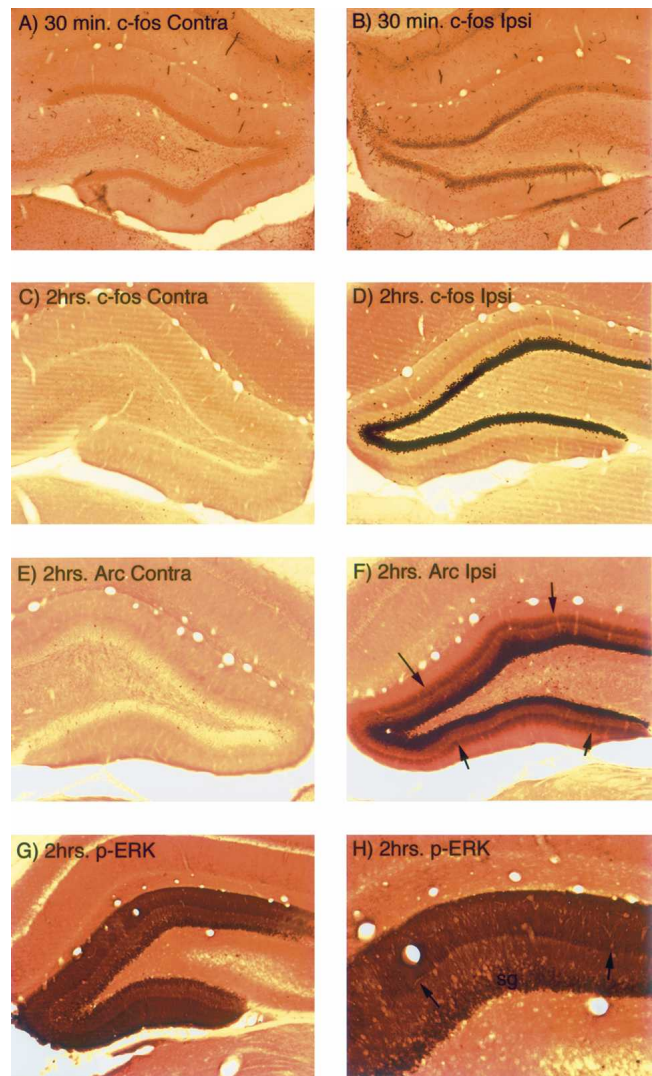 A) 30 min. c-fos Contra
B) 30 min. c-fos Ipsi
C) 2hrs. c-fos Contra
D) 2hrs. c-fos Ipsi
E) 2hrs. Arc Contra
F) 2hrs. Arc Ipsi
G) 2hrs. p-ERK
H) 2hrs. p-ERK
sg